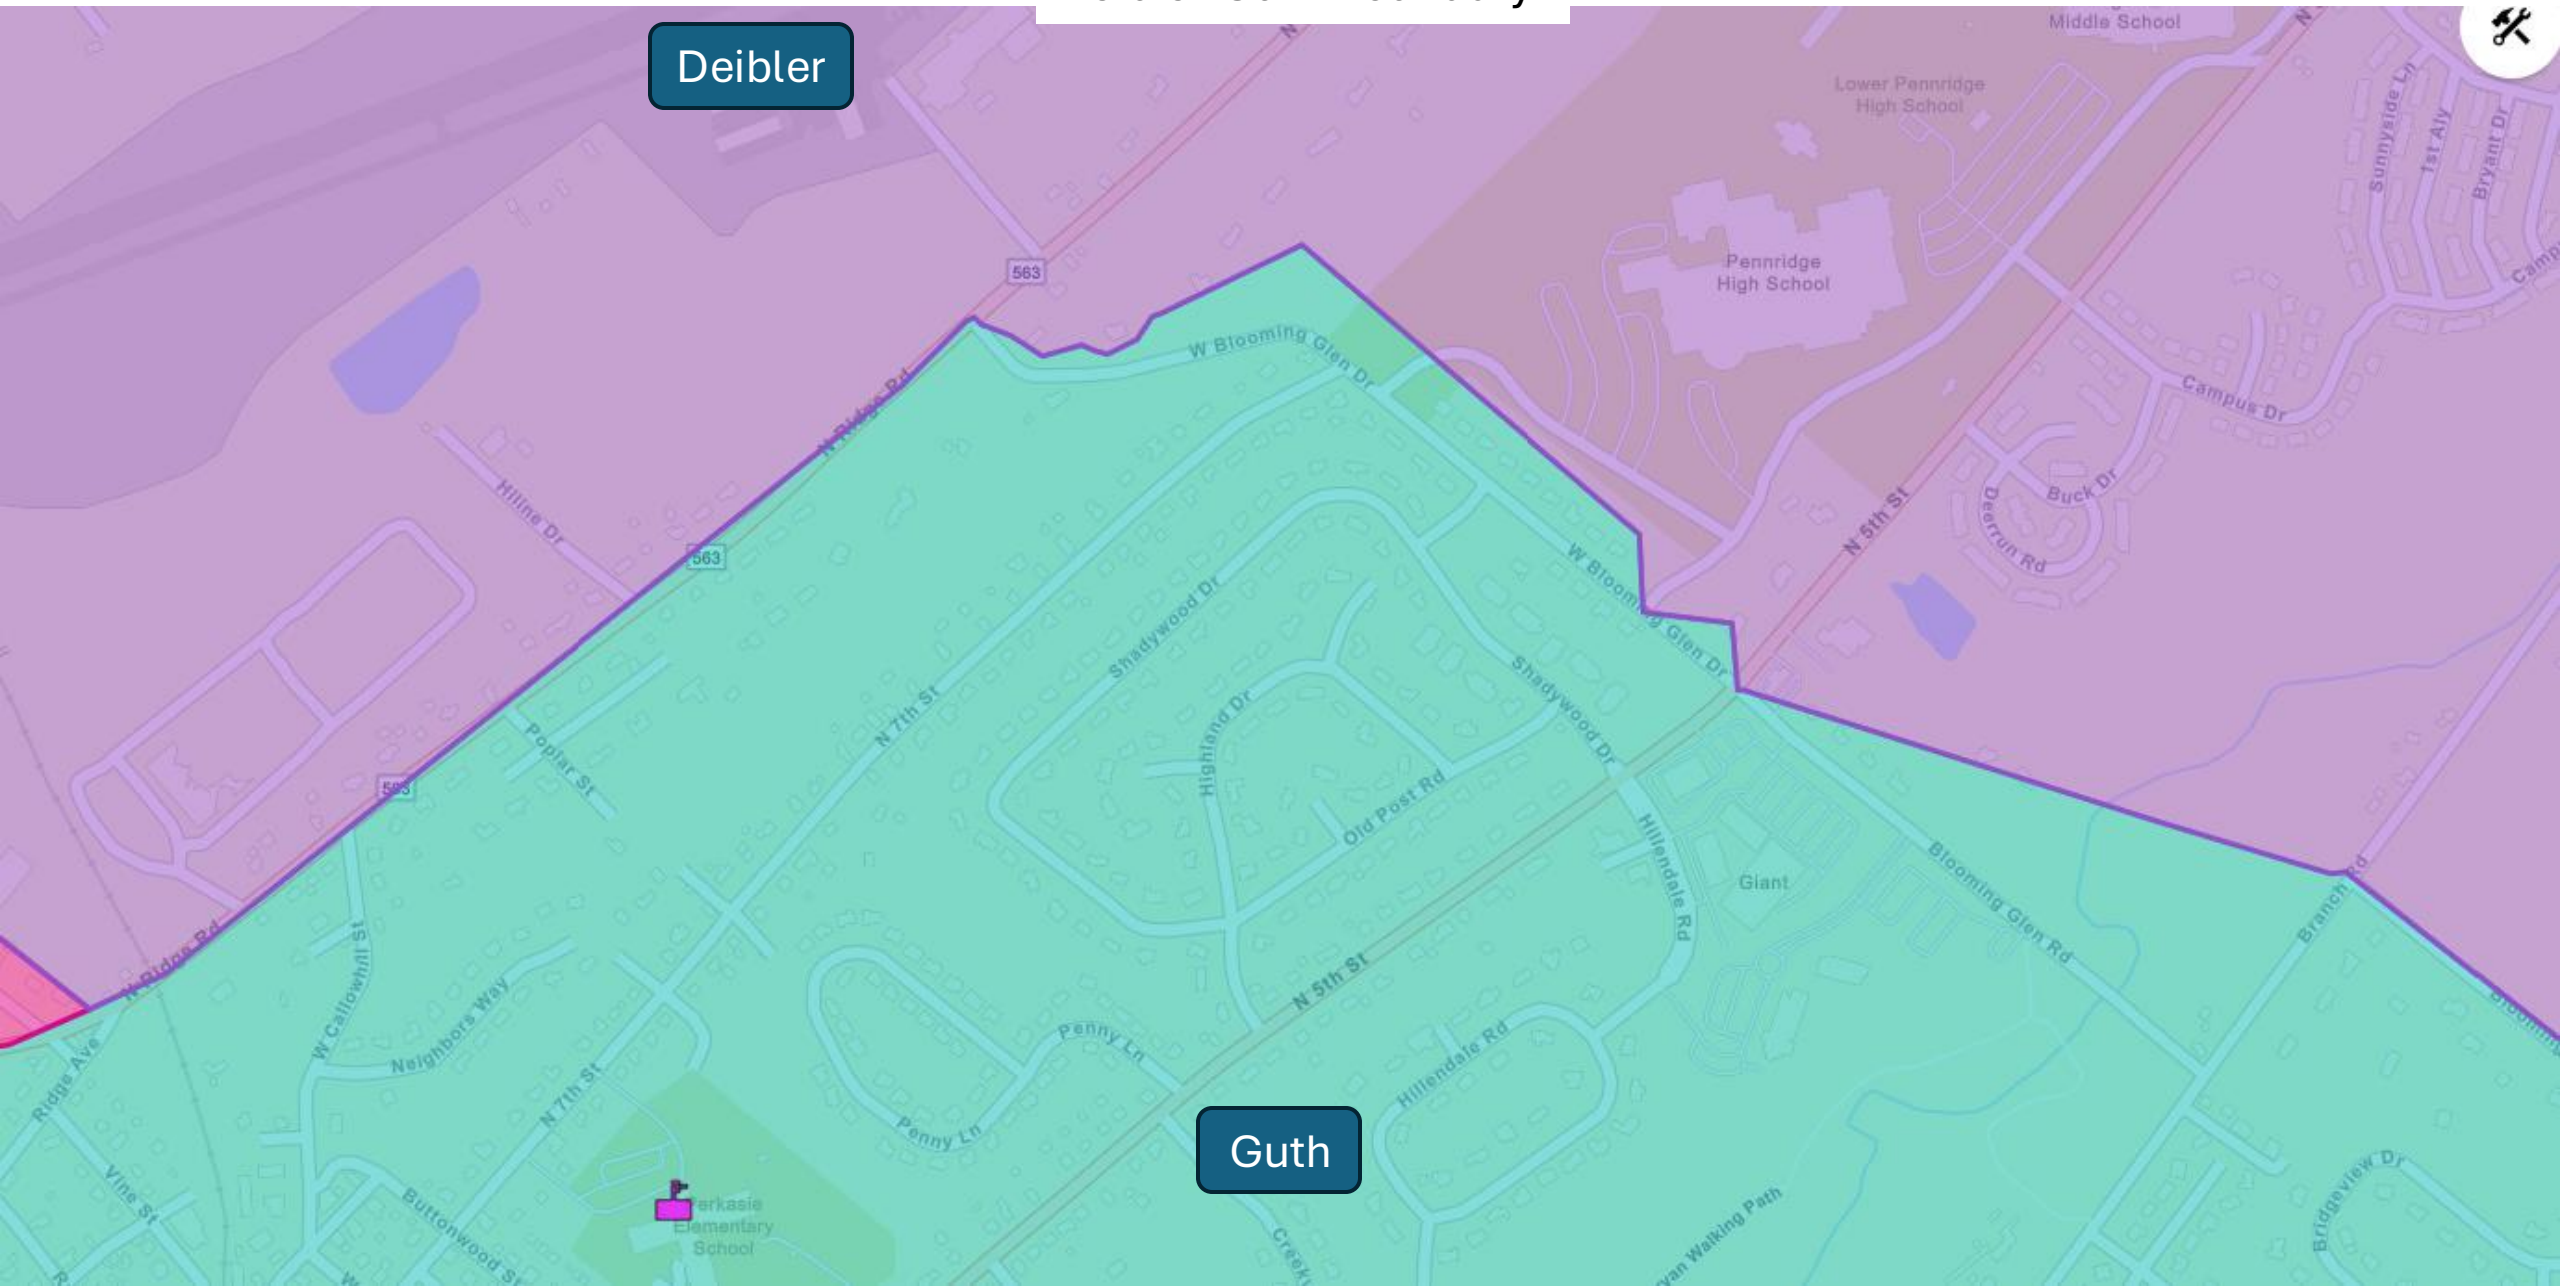 Deibler
Middle School
Lower Pennridge
High School
Sunnyside Ln
1st Aly
Bryant Dr
563
Pennridge
High School
W Blooming Glen Dr
N Ridge Rd
Campus Dr
Hilline Dr
Buck Dr
Deerrun Rd
N 5th St
563
W Blooming Glen Dr
Shadywood Dr
Shadywood Dr
N 7th St
Highland Dr
Poplar St
563
Old Post Rd
Hillendale Rd
Giant
Blooming Glen Rd
Branch Rd
N Ridge Rd
W Callowhill St
Neighbors Way
N 5th St
Penny Ln
Hillendale Rd
Ridge Ave
N 7th St
Penny Ln
Guth
Vine St
Buttonwood St
Perkasie
Elementary
School
Bridgeview Dr
Walking Path